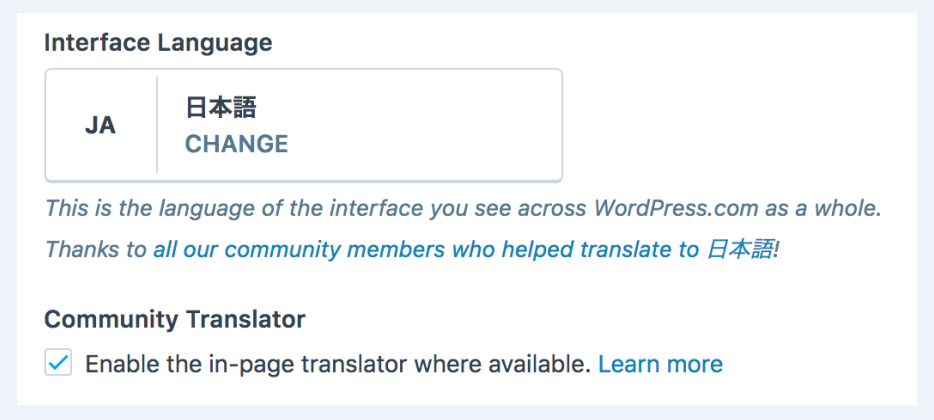 Interface Language
JA
日本語
CHANGE
This is the language of the interface you see across WordPress.com as a whole.
Thanks to all our community members who helped translate to 日本語!
Community Translator
Enable the in-page translator where available. Learn more